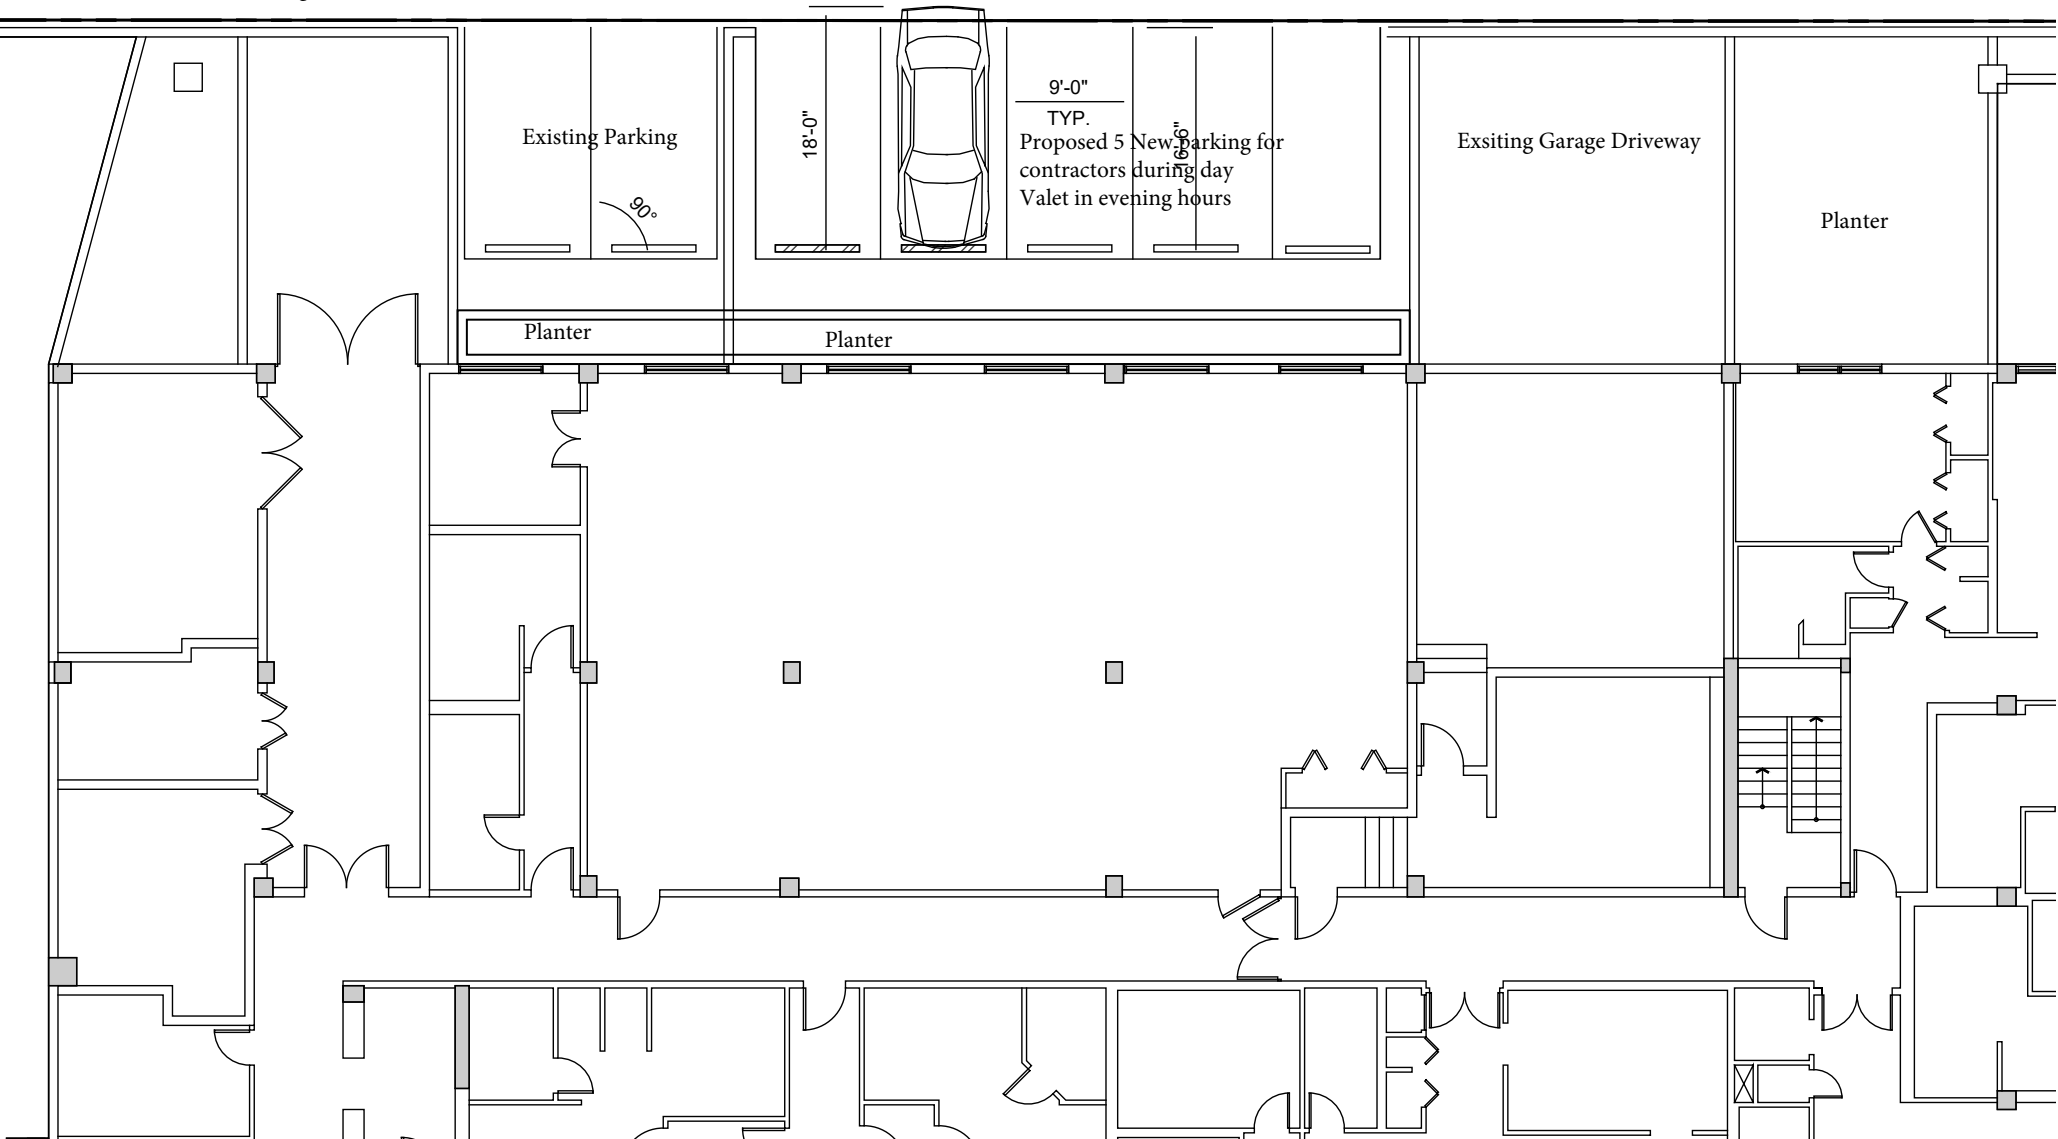 9'-0"
TYP.
18'-0"
16'-6"
Existing Parking
Proposed 5 New parking for
contractors during day
Valet in evening hours
Exsiting Garage Driveway
90°
Planter
Planter
Planter